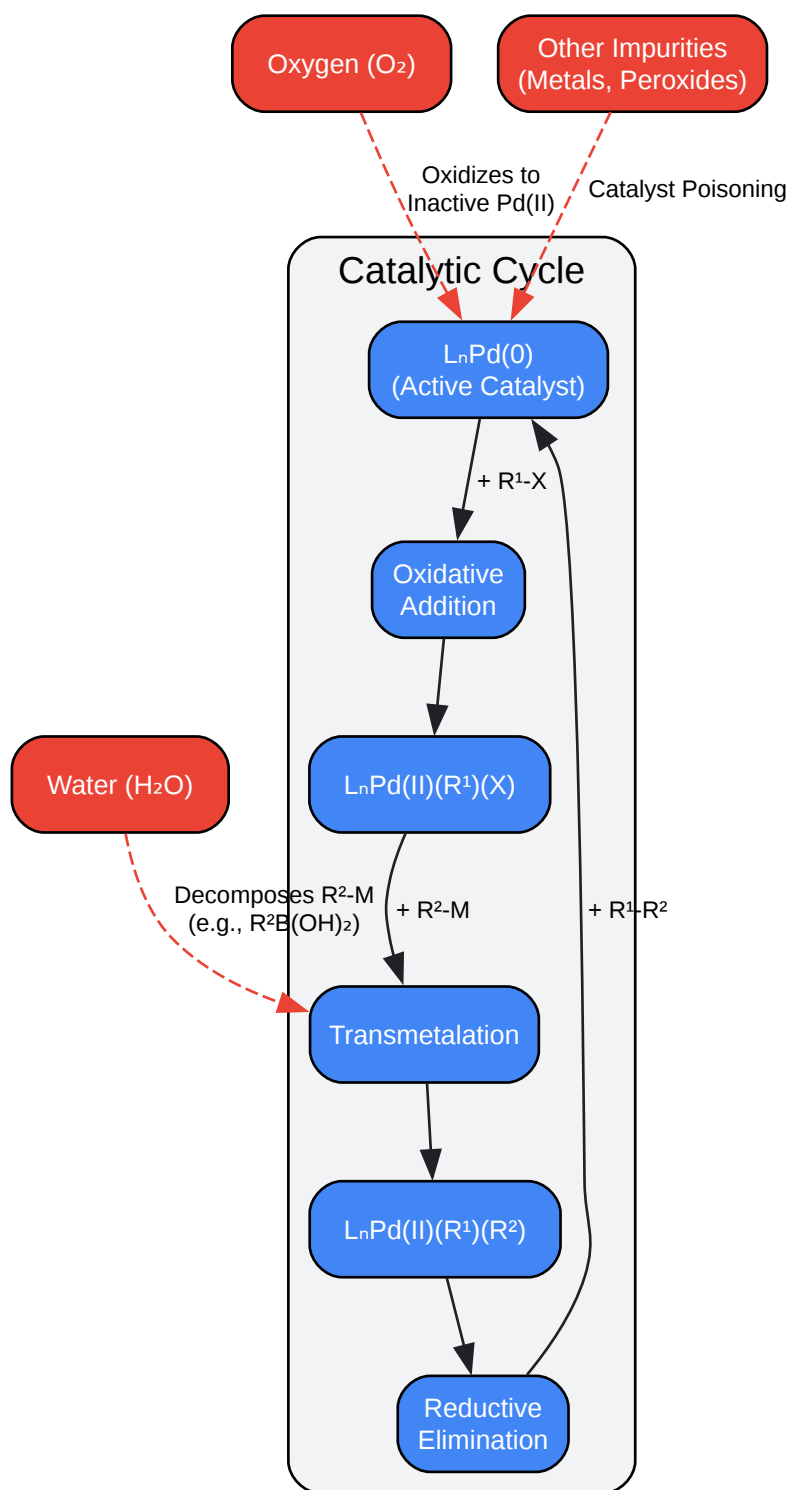 Oxygen (O₂)
Other Impurities
(Metals, Peroxides)
Oxidizes to
Inactive Pd(II)
Catalyst Poisoning
Catalytic Cycle
LₙPd(0)
(Active Catalyst)
+ R¹-X
Oxidative
Addition
Water (H₂O)
LₙPd(II)(R¹)(X)
Decomposes R²-M
(e.g., R²B(OH)₂)
+ R²-M
+ R¹-R²
Transmetalation
LₙPd(II)(R¹)(R²)
Reductive
Elimination